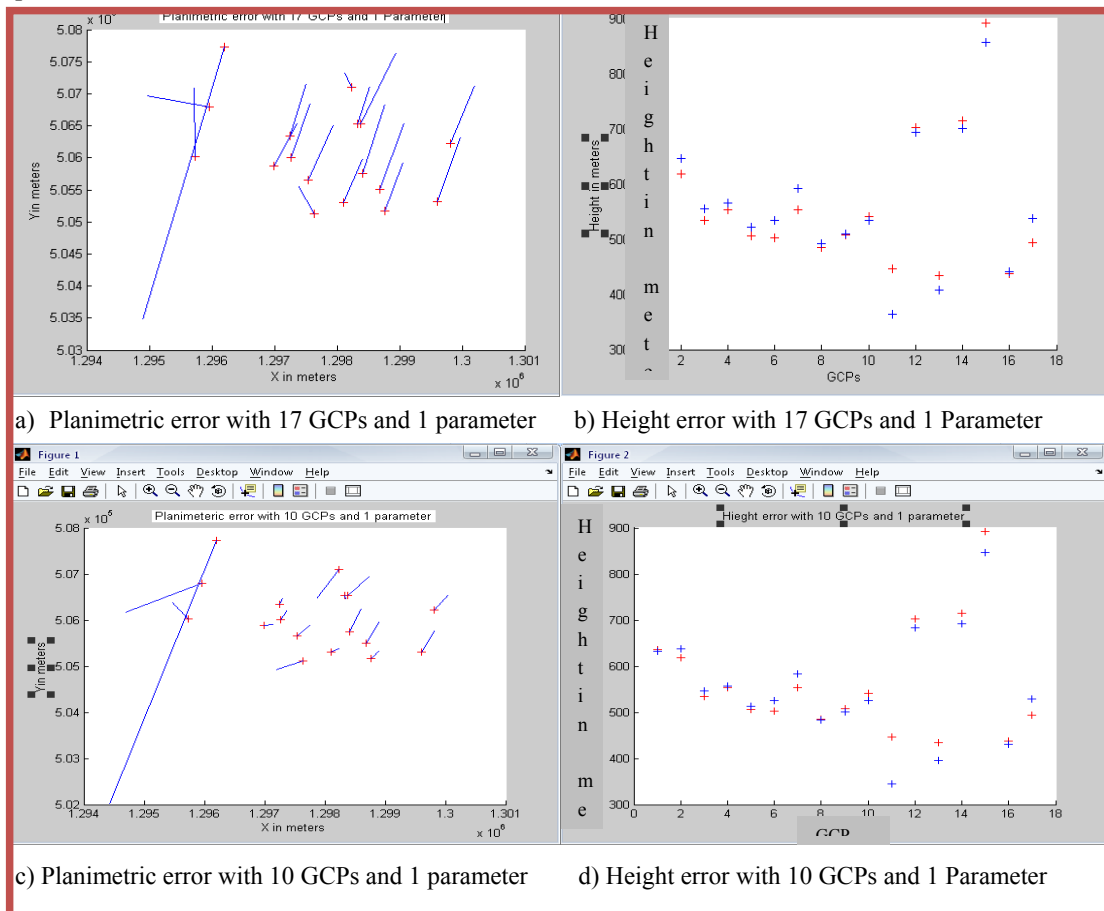 Planimetric error with 17 GCPs and 1 Parameter
5.08
5.075
5.07
5.065
5.06
5.055
5.05
5.045
5.04
5.035
5.03
Yin meters
1.294
1.295
1.296
1.297
1.298
1.299
1.3
1.301
X in meters
x 10
6
900
800
700
600
500
400
300
Height in meters
H
e
i
g
h
t
i
n
m
e
t
2
4
6
8
10
12
14
16
18
GCPs
a) Planimetric error with 17 GCPs and 1 parameter
b) Height error with 17 GCPs and 1 Parameter
Figure 1
File Edit View Insert Tools Desktop Window Help
x 10
Planimeteric error with 10 GCPs and 1 parameter
5.08
5.07
5.06
5.05
5.04
5.03
5.02
Yin meters
1.294
1.295
1.296
1.297
1.298
1.299
1.3
1.301
X in meters
x 10
6
Figure 2
File Edit View Insert Tools Desktop Window Help
Hieght error with 10 GCPs and 1 parameter
H
e
i
g
h
t
i
n
m
e
900
800
700
600
500
400
300
0
2
4
6
8
10
12
14
16
18
c) Planimetric error with 10 GCPs and 1 parameter
d) Height error with 10 GCPs and 1 Parameter